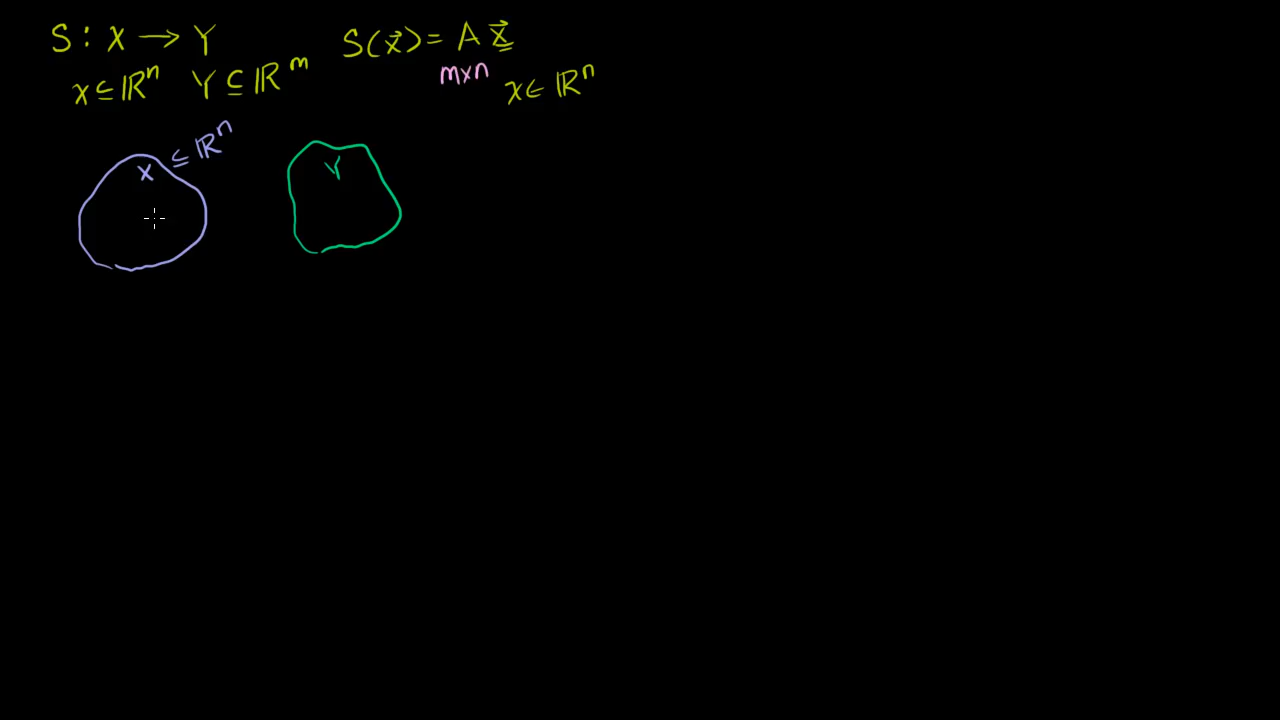 S : X → Y   S(x⃗) = A x⃗
x ⊆ ℝⁿ   Y ⊆ ℝᵐ   m×n   x ∈ ℝⁿ
X ⊆ ℝⁿ   Y